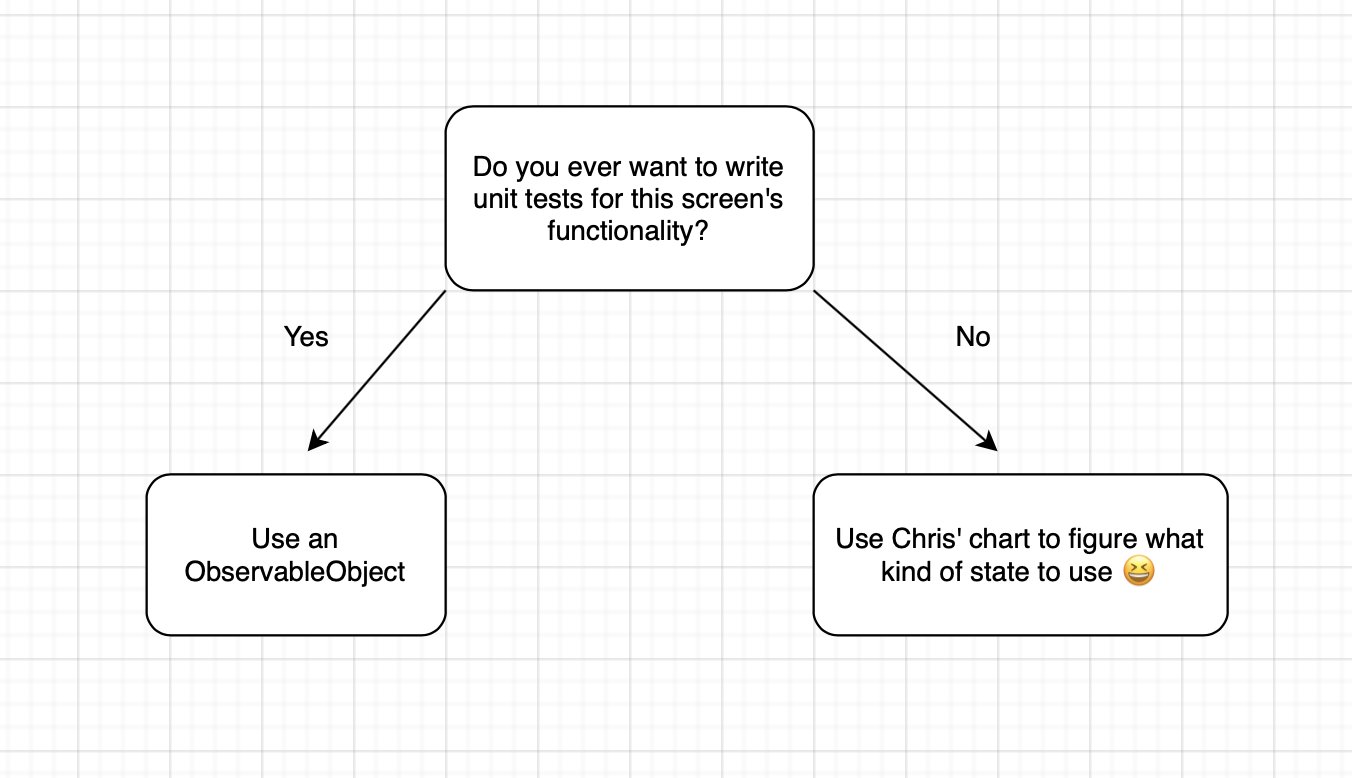 Do you ever want to write
unit tests for this screen's
functionality?
Yes
No
Use an
ObservableObject
Use Chris' chart to figure what
kind of state to use 😆